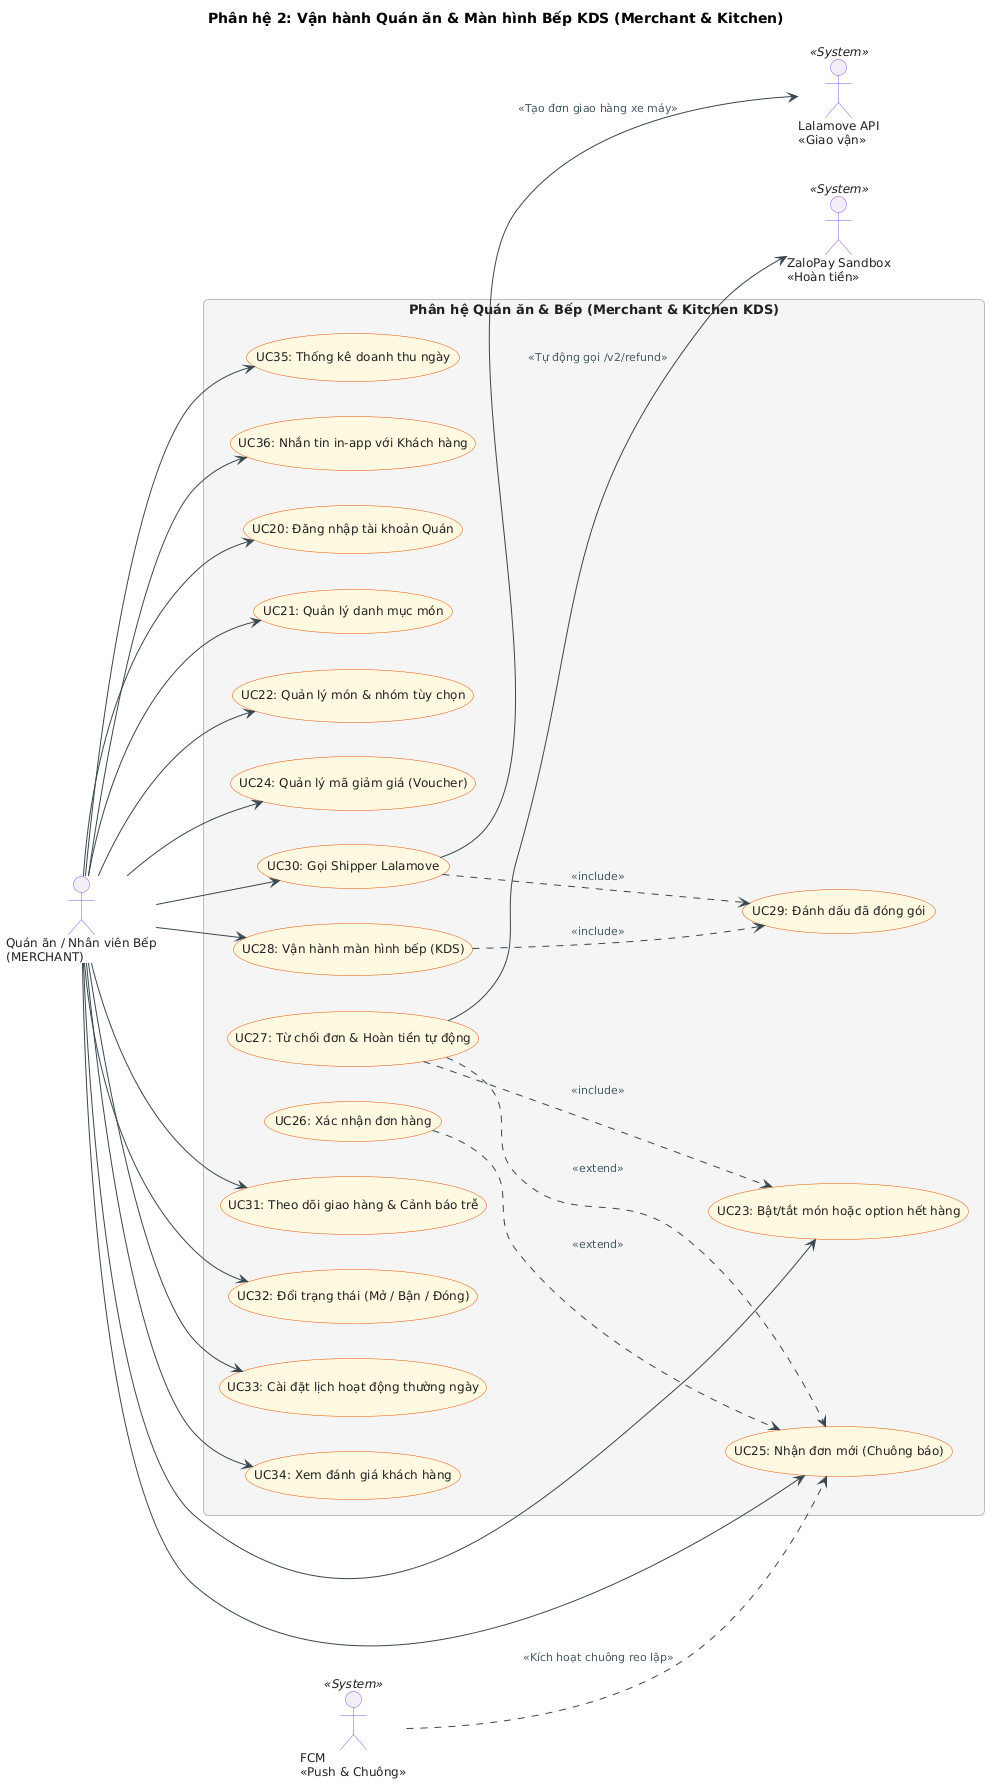 Phân hệ 2: Vận hành Quán ăn & Màn hình Bếp KDS (Merchant & Kitchen)
«System»
Lalamove API
«Giao vận»
«Tạo đơn giao hàng xe máy»
«System»
ZaloPay Sandbox
«Hoàn tiền»
Phân hệ Quán ăn & Bếp (Merchant & Kitchen KDS)
UC35: Thống kê doanh thu ngày
«Tự động gọi /v2/refund»
UC36: Nhắn tin in-app với Khách hàng
UC20: Đăng nhập tài khoản Quán
UC21: Quản lý danh mục món
UC22: Quản lý món & nhóm tùy chọn
UC24: Quản lý mã giảm giá (Voucher)
UC30: Gọi Shipper Lalamove
«include»
UC29: Đánh dấu đã đóng gói
«include»
UC28: Vận hành màn hình bếp (KDS)
Quán ăn / Nhân viên Bếp
(MERCHANT)
UC27: Từ chối đơn & Hoàn tiền tự động
«include»
UC26: Xác nhận đơn hàng
«extend»
UC31: Theo dõi giao hàng & Cảnh báo trễ
UC23: Bật/tắt món hoặc option hết hàng
«extend»
UC32: Đổi trạng thái (Mở / Bận / Đóng)
UC33: Cài đặt lịch hoạt động thường ngày
UC25: Nhận đơn mới (Chuông báo)
UC34: Xem đánh giá khách hàng
«Kích hoạt chuông reo lặp»
«System»
FCM
«Push & Chuông»